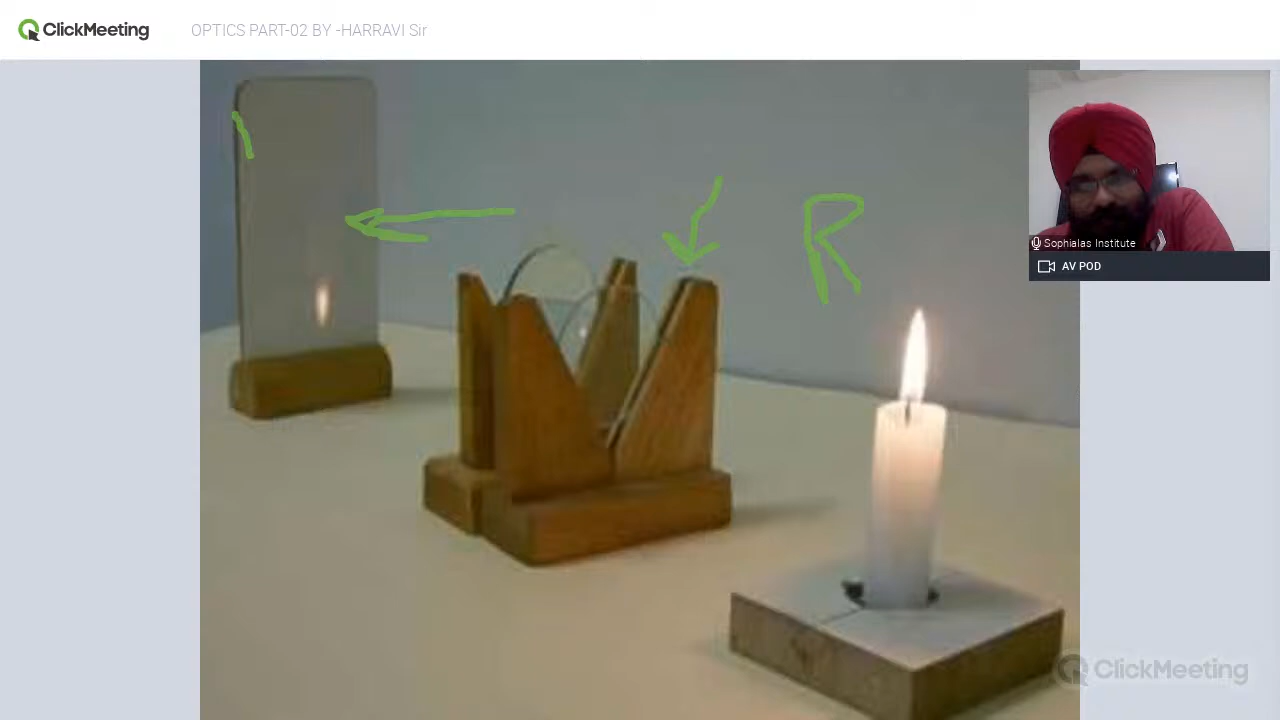 ClickMeeting
OPTICS PART-02 BY -HARRAVI Sir
R
Sophialas Institute
AV POD
ClickMeeting